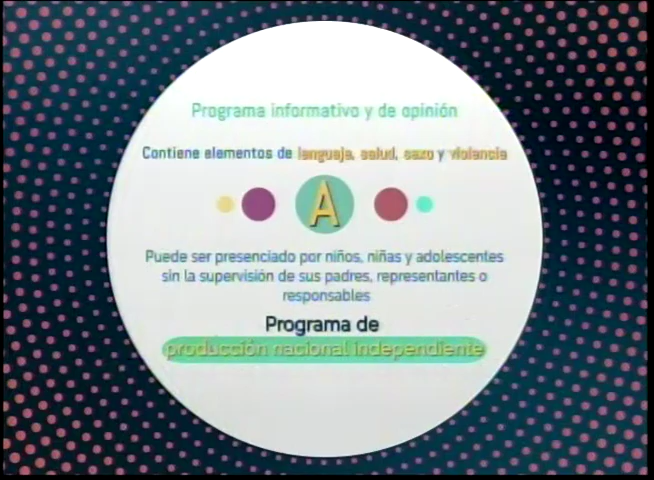 Programa informativo y de opinión
Contiene elementos de lenguaje, salud, sexo y violencia
A
Puede ser presenciado por niños, niñas y adolescentes
sin la supervisión de sus padres, representantes o
responsables
Programa de
producción nacional independiente